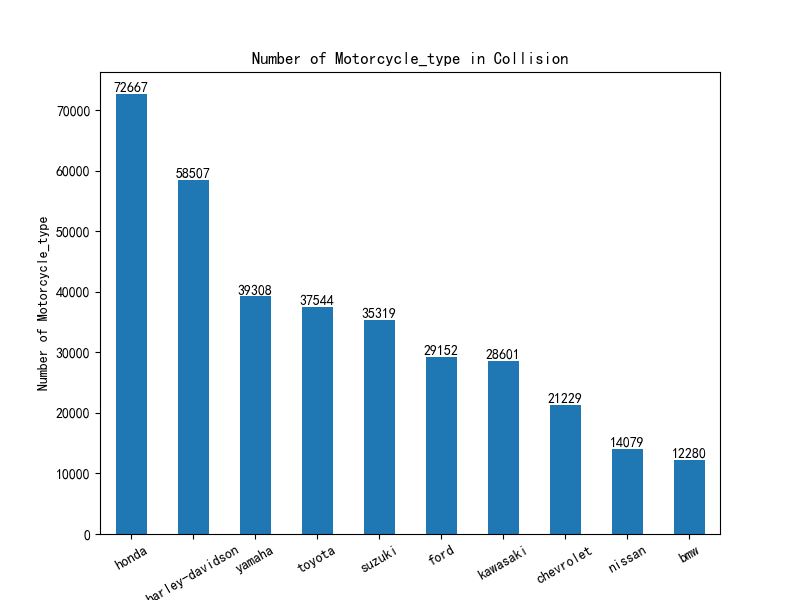 Number of Motorcycle_type in Collision
Number of Motorcycle_type
70000
60000
50000
40000
30000
20000
10000
0
72667
58507
39308
37544
35319
29152
28601
21229
14079
12280
honda
harley-davidson
yamaha
toyota
suzuki
ford
kawasaki
chevrolet
nissan
bmw